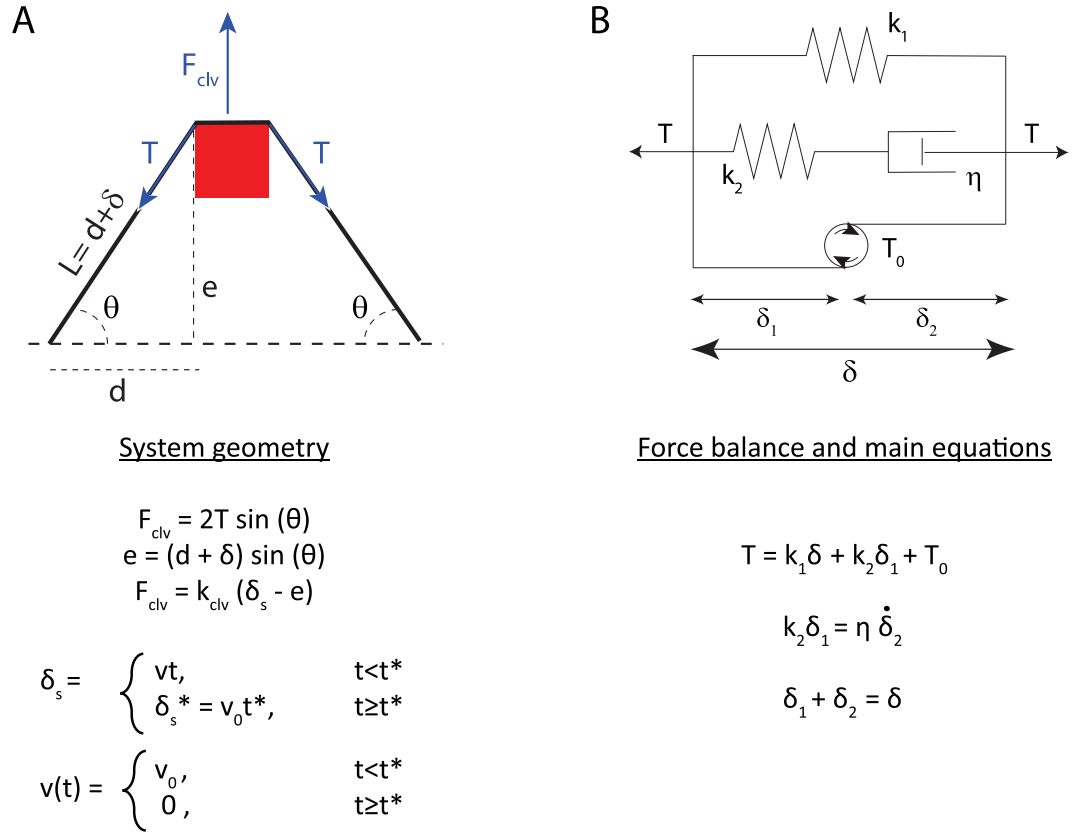 A
F_clv
T
T
L= d+δ
e
θ
θ
d
System geometry
F_clv = 2T sin (θ)
e = (d + δ) sin (θ)
F_clv = k_clv (δ_s - e)
δ_s = { vt, t<t*
δ_s* = v_0t*, t≥t*
v(t) = { v_0 , t<t*
0 , t≥t*
B
k_1
T
T
k_2
η
T_0
δ_1
δ_2
δ
Force balance and main equations
T = k_1δ + k_2δ_1 + T_0
k_2δ_1 = η δ̇_2
δ_1 + δ_2 = δ